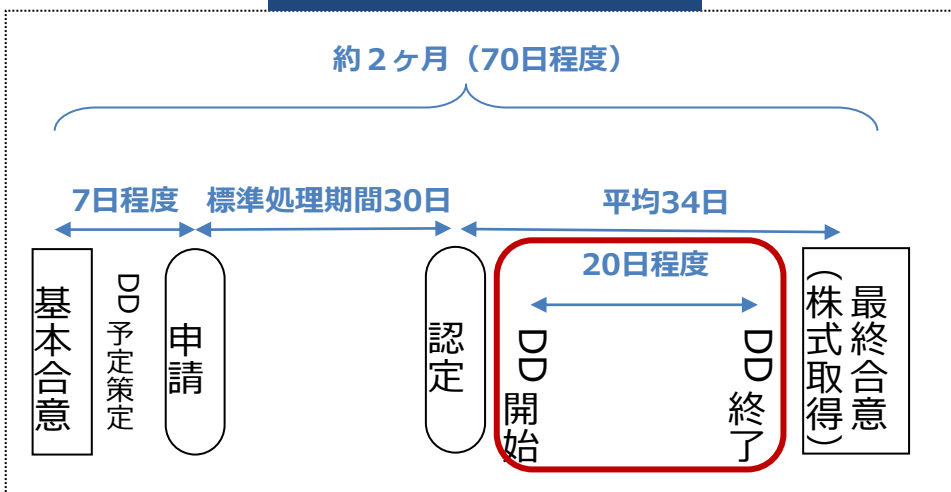 約２ヶ月（70日程度）
7日程度
標準処理期間30日
平均34日
20日程度
基本合意
DD予定策定
申請
認定
DD開始
DD終了
最終合意
（株式取得）